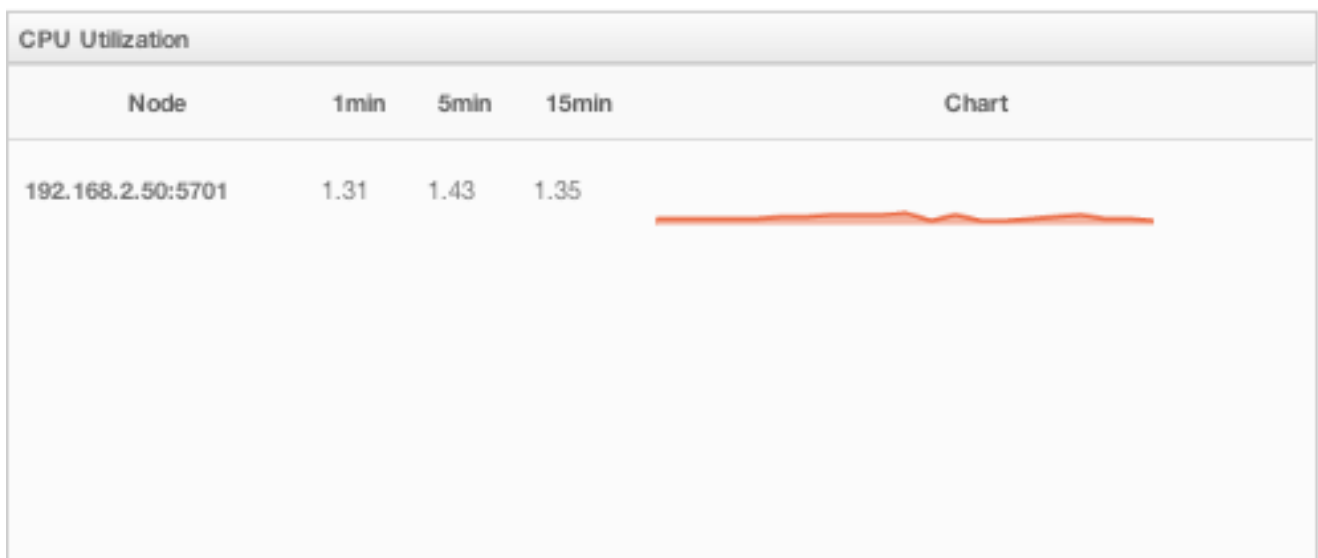 CPU Utilization
Node 1min 5min 15min Chart
192.168.2.50:5701 1.31 1.43 1.35